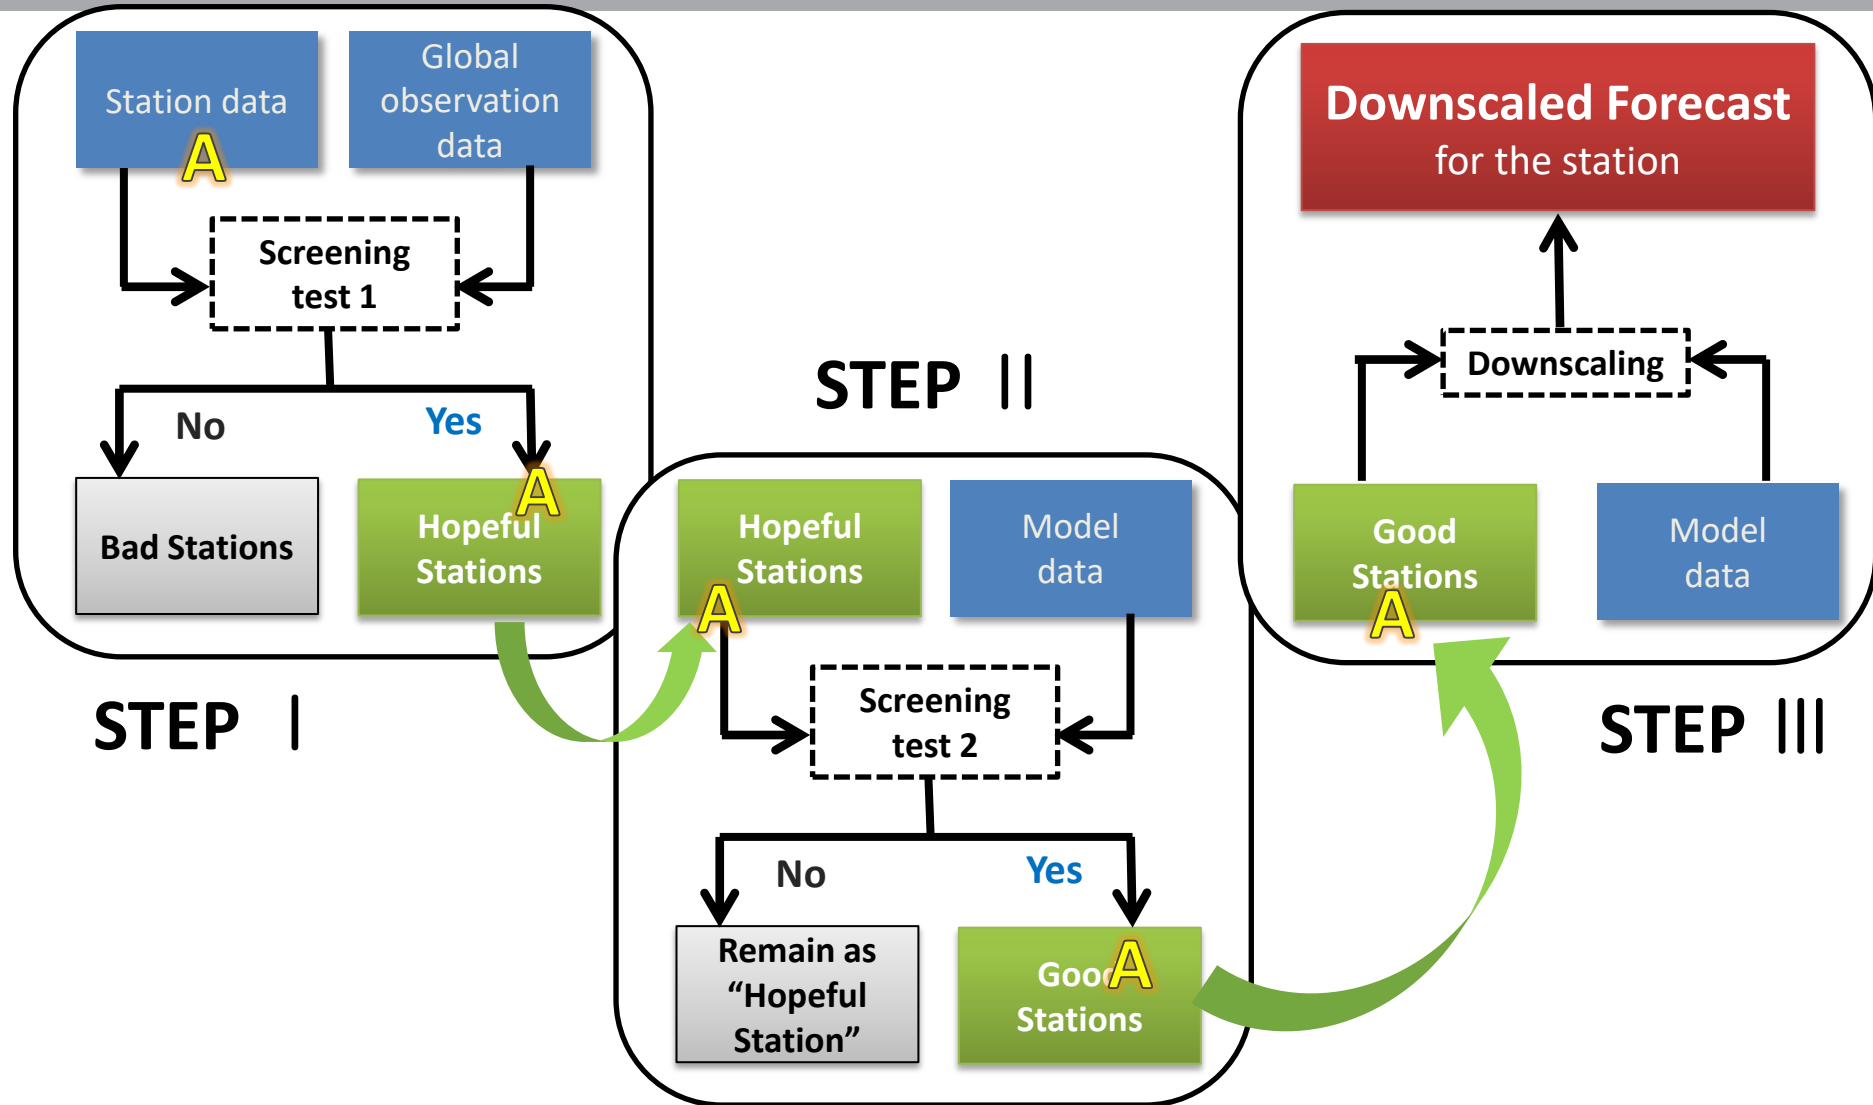 Station data
A
Global
observation
data
Screening
test 1
No
Yes
Bad Stations
A
Hopeful
Stations
STEP I
STEP II
Hopeful
Stations
A
Model
data
Screening
test 2
No
Yes
Remain as
“Hopeful
Station”
A
Good
Stations
Downscaled Forecast
for the station
Downscaling
Good
Stations
A
Model
data
STEP III